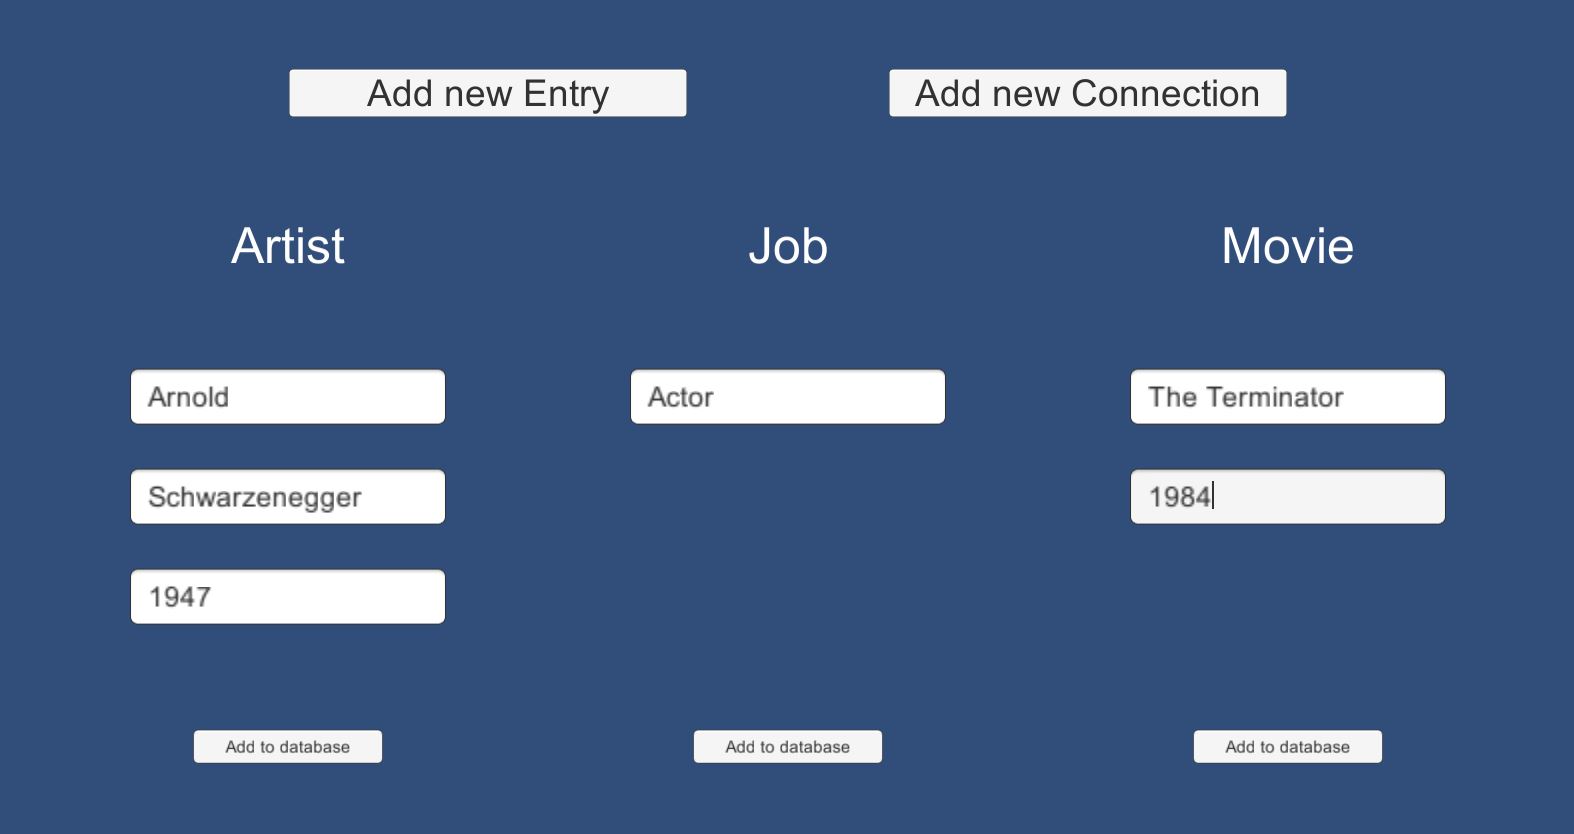 Add new Entry
Add new Connection
Artist
Job
Movie
Arnold
Actor
The Terminator
Schwarzenegger
1984
1947
Add to database
Add to database
Add to database